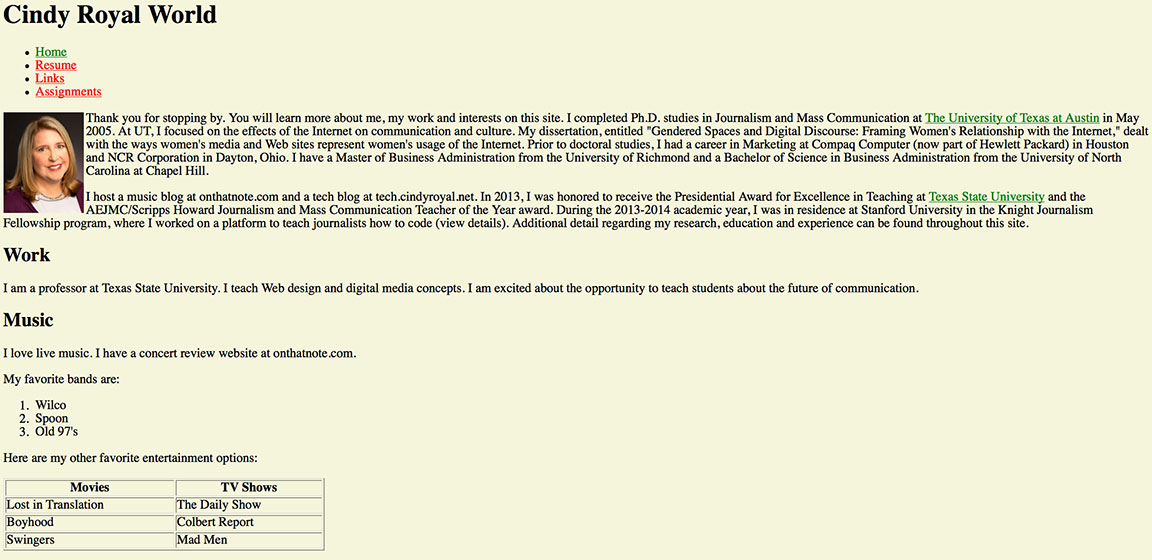 Cindy Royal World
Home
Resume
Links
Assignments
Thank you for stopping by. You will learn more about me, my work and interests on this site. I completed Ph.D. studies in Journalism and Mass Communication at The University of Texas at Austin in May
2005. At UT, I focused on the effects of the Internet on communication and culture. My dissertation, entitled "Gendered Spaces and Digital Discourse: Framing Women's Relationship with the Internet," dealt
with the ways women's media and Web sites represent women's usage of the Internet. Prior to doctoral studies, I had a career in Marketing at Compaq Computer (now part of Hewlett Packard) in Houston
and NCR Corporation in Dayton, Ohio. I have a Master of Business Administration from the University of Richmond and a Bachelor of Science in Business Administration from the University of North
Carolina at Chapel Hill.
I host a music blog at onthatnote.com and a tech blog at tech.cindyroyal.net. In 2013, I was honored to receive the Presidential Award for Excellence in Teaching at Texas State University and the
AEJMC/Scripps Howard Journalism and Mass Communication Teacher of the Year award. During the 2013-2014 academic year, I was in residence at Stanford University in the Knight Journalism
Fellowship program, where I worked on a platform to teach journalists how to code (view details). Additional detail regarding my research, education and experience can be found throughout this site.
Work
I am a professor at Texas State University. I teach Web design and digital media concepts. I am excited about the opportunity to teach students about the future of communication.
Music
I love live music. I have a concert review website at onthatnote.com.
My favorite bands are:
1. Wilco
2. Spoon
3. Old 97's
Here are my other favorite entertainment options:
Movies TV Shows
Lost in Translation The Daily Show
Boyhood Colbert Report
Swingers Mad Men